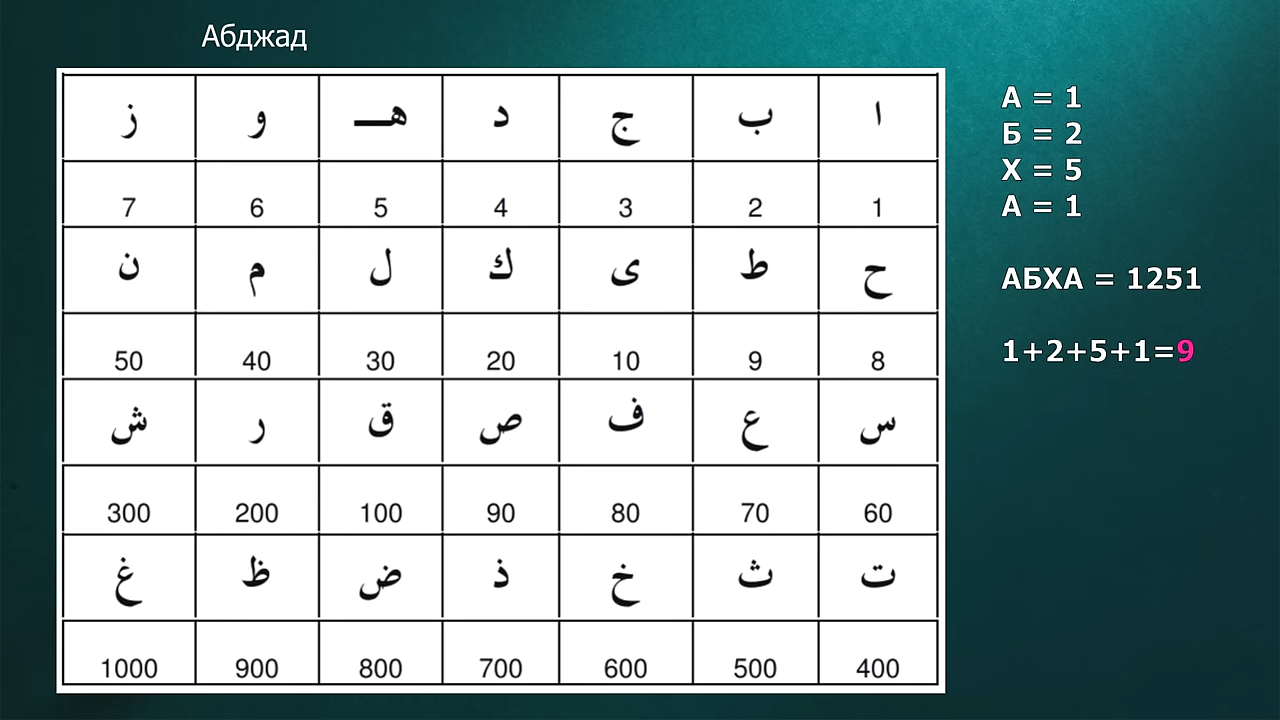 Абджад
ا ب ج د هـ و ز
1 2 3 4 5 6 7
ح ط ى ك ل م ن
8 9 10 20 30 40 50
س ع ف ص ق ر ش
60 70 80 90 100 200 300
ت ث خ ذ ض ظ غ
400 500 600 700 800 900 1000
А = 1
Б = 2
Х = 5
А = 1
АБХА = 1251
1+2+5+1=9